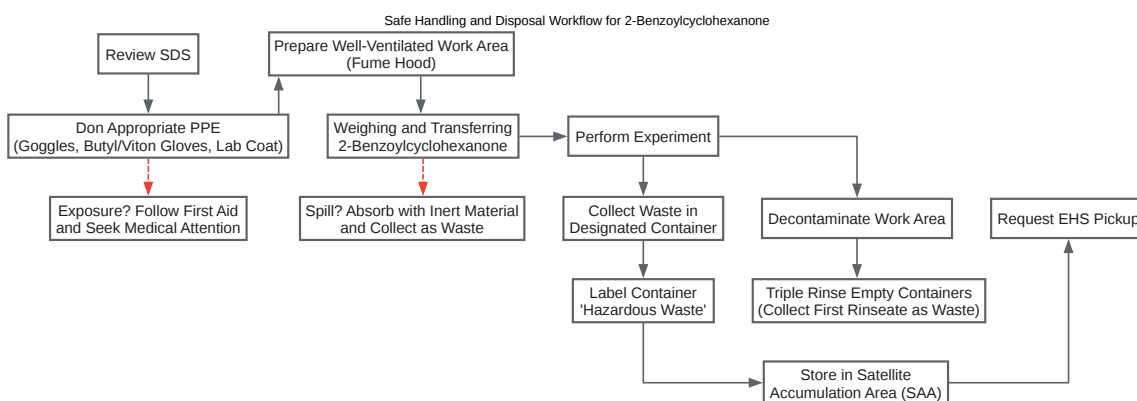 Safe Handling and Disposal Workflow for 2-Benzoylcyclohexanone
Review SDS
Prepare Well-Ventilated Work Area
(Fume Hood)
Don Appropriate PPE
(Goggles, Butyl/Viton Gloves, Lab Coat)
Weighing and Transferring
2-Benzoylcyclohexanone
Perform Experiment
Exposure? Follow First Aid
and Seek Medical Attention
Spill? Absorb with Inert Material
and Collect as Waste
Collect Waste in
Designated Container
Decontaminate Work Area
Request EHS Pickup
Label Container
'Hazardous Waste'
Triple Rinse Empty Containers
(Collect First Rinseate as Waste)
Store in Satellite
Accumulation Area (SAA)